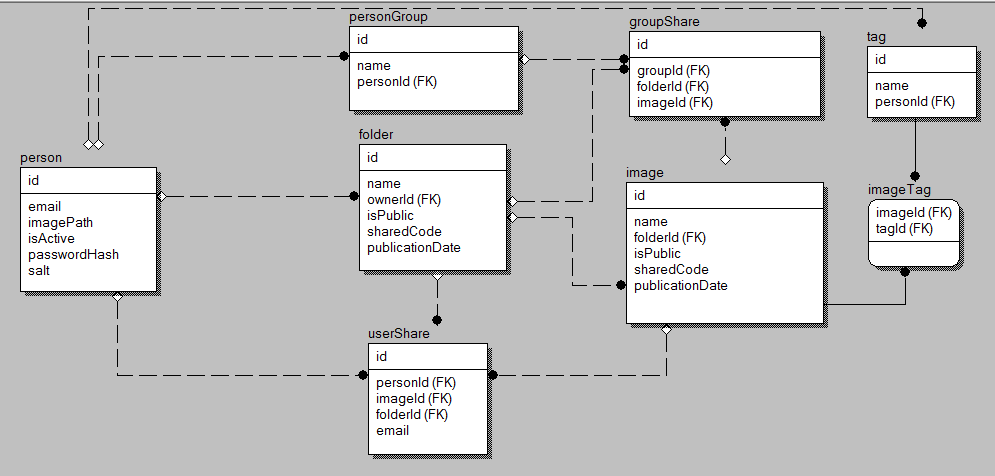 personGroup
id
name
personId (FK)
groupShare
id
groupId (FK)
folderId (FK)
imageId (FK)
tag
id
name
personId (FK)
person
id
email
imagePath
isActive
passwordHash
salt
folder
id
name
ownerId (FK)
isPublic
sharedCode
publicationDate
image
id
name
folderId (FK)
isPublic
sharedCode
publicationDate
imageTag
imageId (FK)
tagId (FK)
userShare
id
personId (FK)
imageId (FK)
folderId (FK)
email